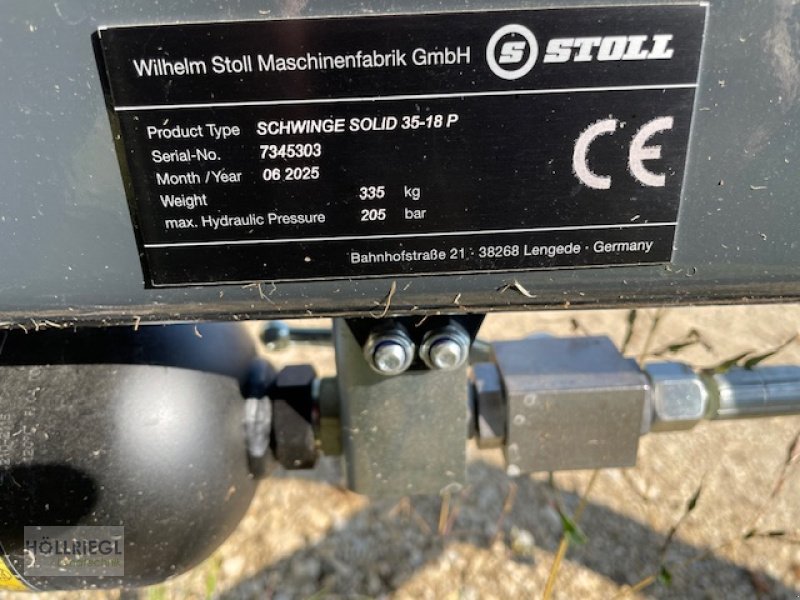 Wilhelm Stoll Maschinenfabrik GmbH S STOLL
Product Type SCHWINGE SOLID 35-18 P
Serial-No. 7345303
Month /Year 06 2025
Weight 335 kg
max. Hydraulic Pressure 205 bar
CE
Bahnhofstraße 21 · 38268 Lengede · Germany
HÖLLRIEGL
Landtechnik